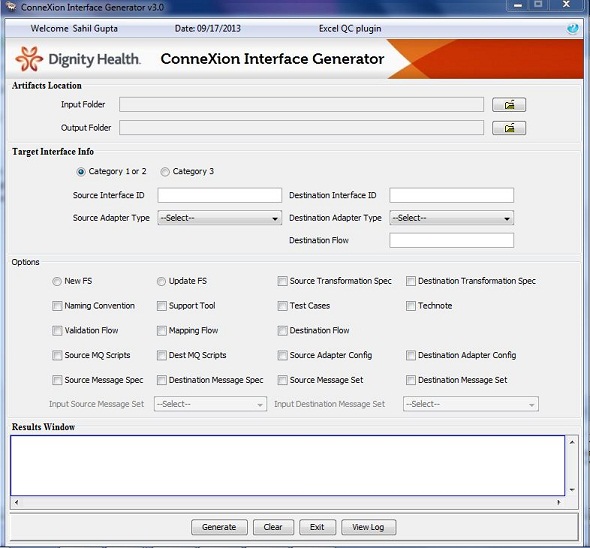 ConneXion Interface Generator v3.0
Welcome Sahil Gupta Date: 09/17/2013 Excel QC plugin
Dignity Health. ConneXion Interface Generator
Artifacts Location
Input Folder
Output Folder
Target Interface Info
Category 1 or 2 Category 3
Source Interface ID Destination Interface ID
Source Adapter Type --Select-- Destination Adapter Type --Select--
Destination Flow
Options
New FS Update FS Source Transformation Spec Destination Transformation Spec
Naming Convention Support Tool Test Cases Technote
Validation Flow Mapping Flow Destination Flow
Source MQ Scripts Dest MQ Scripts Source Adapter Config Destination Adapter Config
Source Message Spec Destination Message Spec Source Message Set Destination Message Set
Input Source Message Set --Select-- Input Destination Message Set --Select--
Results Window
Generate Clear Exit View Log